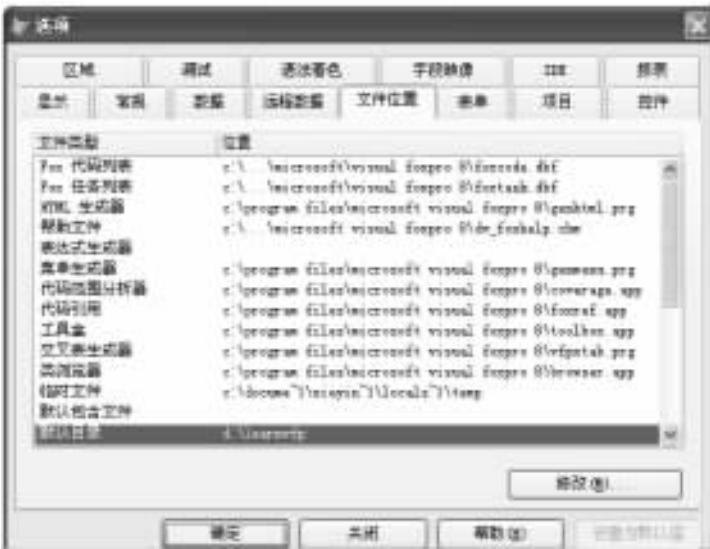 选项
区域 调试 语法着色 字段映像 IDE 报表
显示 常规 数据 远程数据 文件位置 表单 项目 控件
文件类型 位置
Fox 代码列表 c:\ \microsoft\visual foxpro 8\foxcode.dbf
Fox 任务列表 c:\ \microsoft\visual foxpro 8\foxtask.dbf
HTML 生成器 c:\program files\microsoft visual foxpro 8\genhtml.prg
帮助文件 c:\ \microsoft visual foxpro 8\dv_foxhelp.chm
表达式生成器
菜单生成器 c:\program files\microsoft visual foxpro 8\genmenu.prg
代码范围分析器 c:\program files\microsoft visual foxpro 8\coverage.app
代码引用 c:\program files\microsoft visual foxpro 8\foxref.app
工具盒 c:\program files\microsoft visual foxpro 8\toolbox.app
交叉表生成器 c:\program files\microsoft visual foxpro 8\vfpxtab.prg
类浏览器 c:\program files\microsoft visual foxpro 8\browser.app
临时文件
默认包含文件
默认目录
修改(M)...
确定 关闭 帮助(H) 设置为默认值